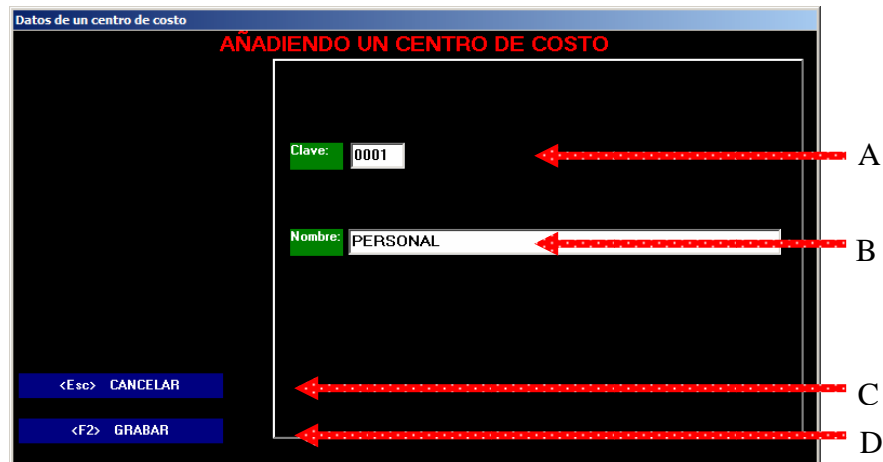 Datos de un centro de costo
AÑADIENDO UN CENTRO DE COSTO
Clave: 0001
A
Nombre: PERSONAL
B
<Esc> CANCELAR
C
<F2> GRABAR
D